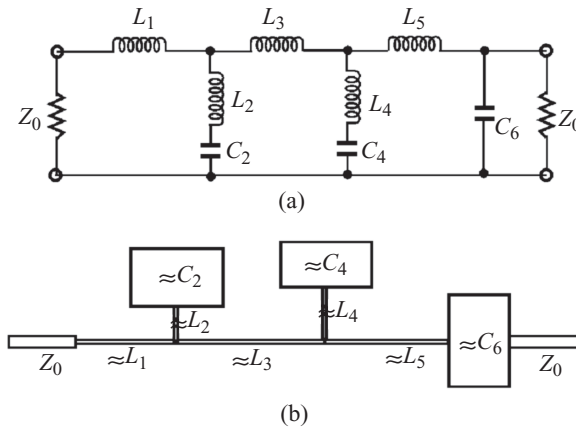 L1 L3 L5
L2 L4
Z0 C2 C4 C6 Z0
(a)
≈C2 ≈C4
≈L2 ≈L4
≈C6
Z0 ≈L1 ≈L3 ≈L5 Z0
(b)